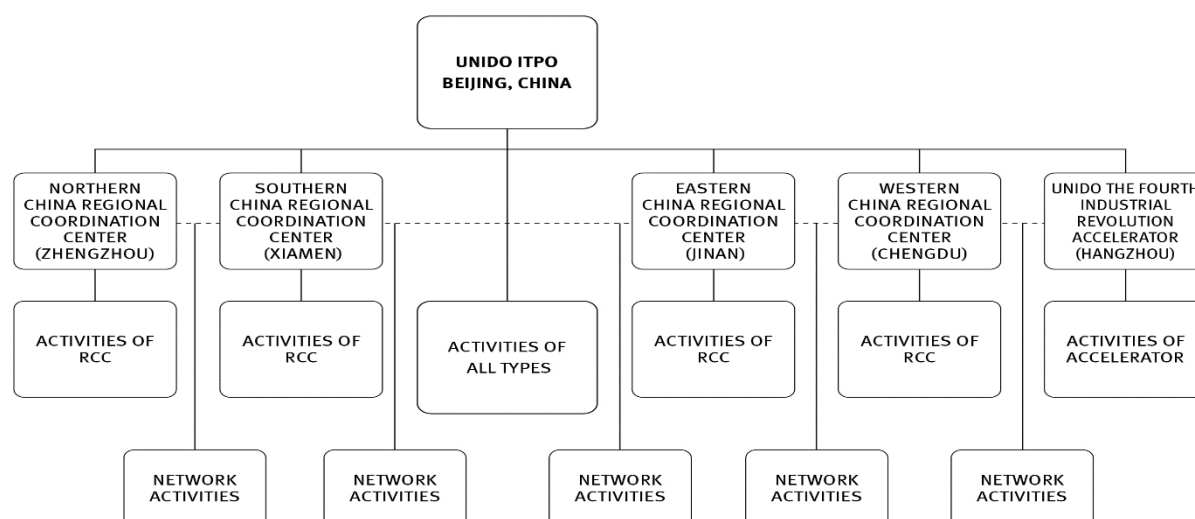 UNIDO ITPO
BEIJING, CHINA
NORTHERN
CHINA REGIONAL
COORDINATION
CENTER
(ZHENGZHOU)
SOUTHERN
CHINA REGIONAL
COORDINATION
CENTER
(XIAMEN)
EASTERN
CHINA REGIONAL
COORDINATION
CENTER
(JINAN)
WESTERN
CHINA REGIONAL
COORDINATION
CENTER
(CHENGDU)
UNIDO THE FOURTH
INDUSTRIAL
REVOLUTION
ACCELERATOR
(HANGZHOU)
ACTIVITIES OF
RCC
ACTIVITIES OF
RCC
ACTIVITIES OF
ALL TYPES
ACTIVITIES OF
RCC
ACTIVITIES OF
RCC
ACTIVITIES OF
ACCELERATOR
NETWORK
ACTIVITIES
NETWORK
ACTIVITIES
NETWORK
ACTIVITIES
NETWORK
ACTIVITIES
NETWORK
ACTIVITIES